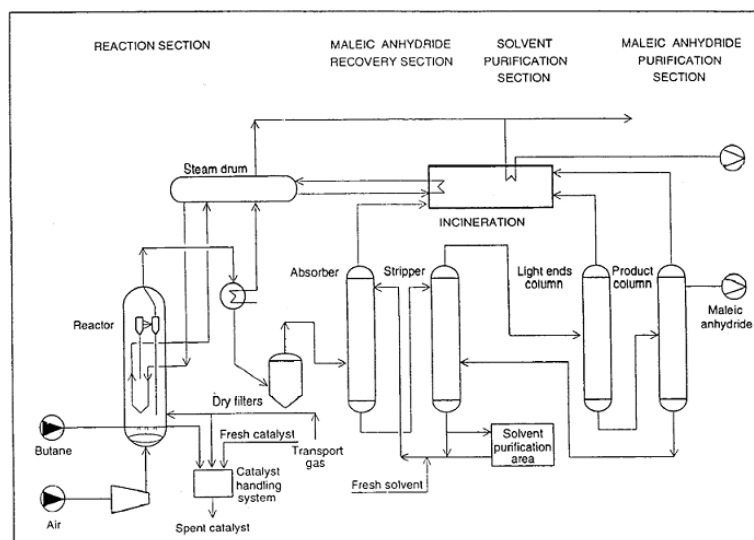 REACTION SECTION
MALEIC ANHYDRIDE
RECOVERY SECTION
SOLVENT
PURIFICATION
SECTION
MALEIC ANHYDRIDE
PURIFICATION
SECTION
Steam drum
INCINERATION
Absorber
Stripper
Light ends
column
Product
column
Maleic
anhydride
Reactor
Dry filters
Butane
Fresh catalyst
Transport
gas
Catalyst
handling
system
Solvent
purification
area
Fresh solvent
Air
Spent catalyst